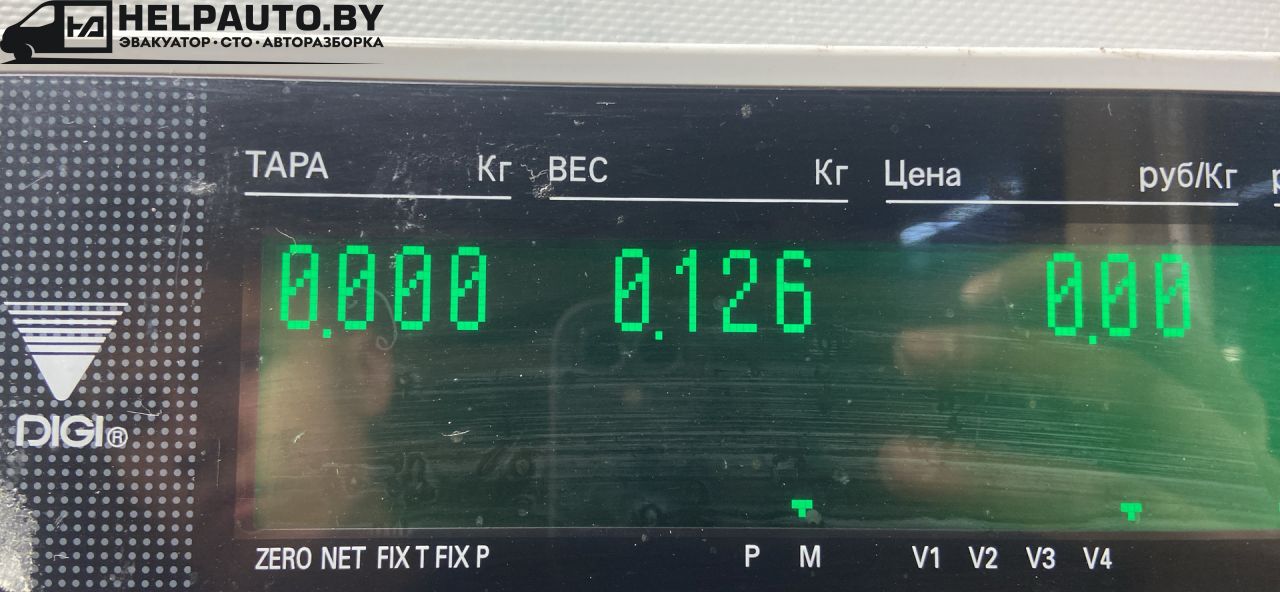 HELPAUTO.BY
ЭВАКУАТОР·СТО·АВТОРАЗБОРКА
ТАРА Кг ВЕС Кг Цена руб/Кг
0.000 0.126 0.00
DIGI®
ZERO NET FIX T FIX P P M V1 V2 V3 V4